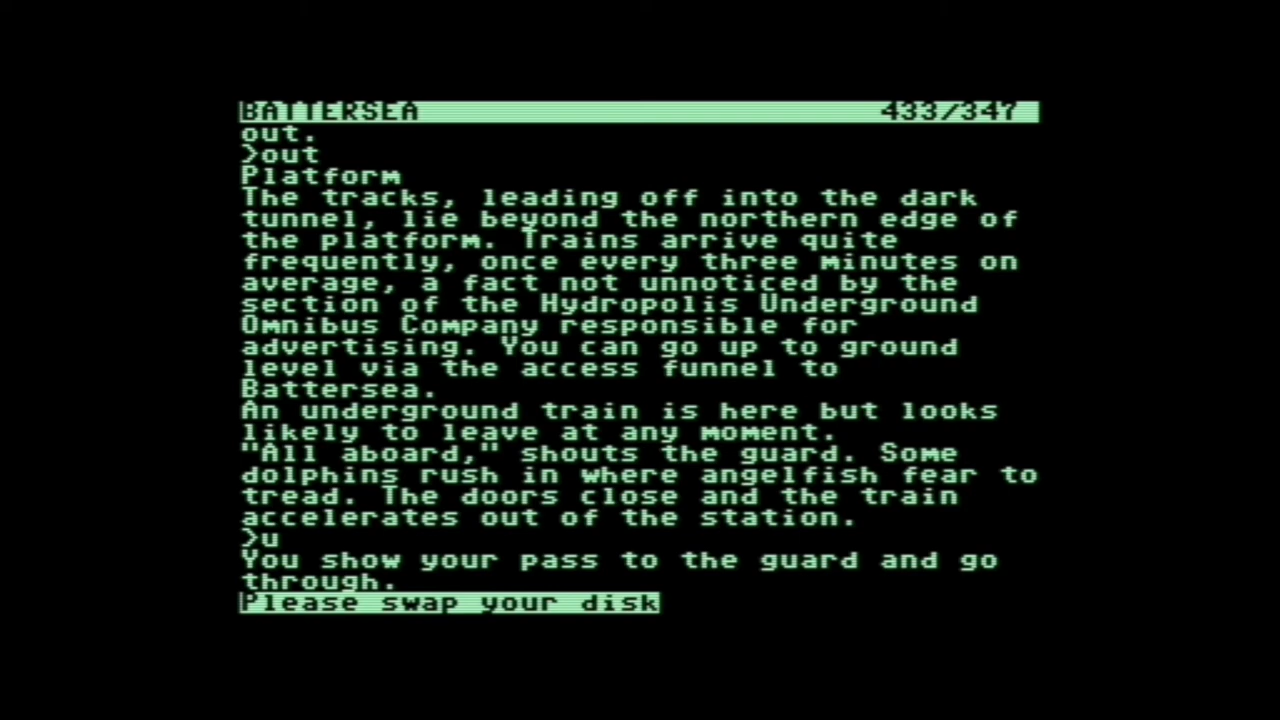 BATTERSEA 433/347
out.
>out
Platform
The tracks, leading off into the dark
tunnel, lie beyond the northern edge of
the platform. Trains arrive quite
frequently, once every three minutes on
average, a fact not unnoticed by the
section of the Hydropolis Underground
Omnibus Company responsible for
advertising. You can go up to ground
level via the access funnel to
Battersea.
An underground train is here but looks
likely to leave at any moment.
"All aboard," shouts the guard. Some
dolphins rush in where angelfish fear to
tread. The doors close and the train
accelerates out of the station.
>u
You show your pass to the guard and go
through.
Please swap your disk